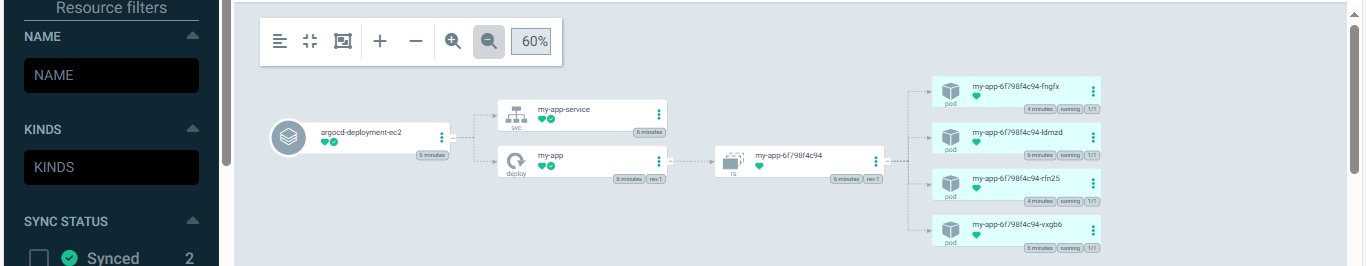 Resource filters
NAME
NAME
KINDS
KINDS
SYNC STATUS
Synced 2
60%
argocd-deployment-ec2
6 minutes
my-app-service
svc
6 minutes
my-app
deploy
6 minutes rev:1
my-app-6f798f4c94
rs
6 minutes rev:1
my-app-6f798f4c94-fngfx
pod
4 minutes running 1/1
my-app-6f798f4c94-ldmzd
pod
6 minutes running 1/1
my-app-6f798f4c94-rfn25
pod
4 minutes running 1/1
my-app-6f798f4c94-vxgb6
pod
6 minutes running 1/1